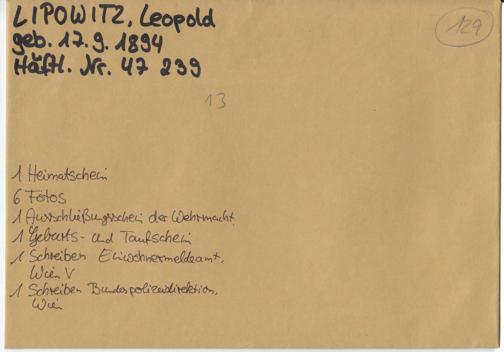 LIPOWITZ, Leopold
geb. 17.9.1894
Häftl. Nr. 47 239
129
13
1 Heimatschein
6 Fotos
1 Ausschließungsschein der Wehrmacht
1 Geburts- und Taufschein
1 Schreiben Einwohnermeldeamt,
Wien V
1 Schreiben Bundespolizeidirektion,
Wien